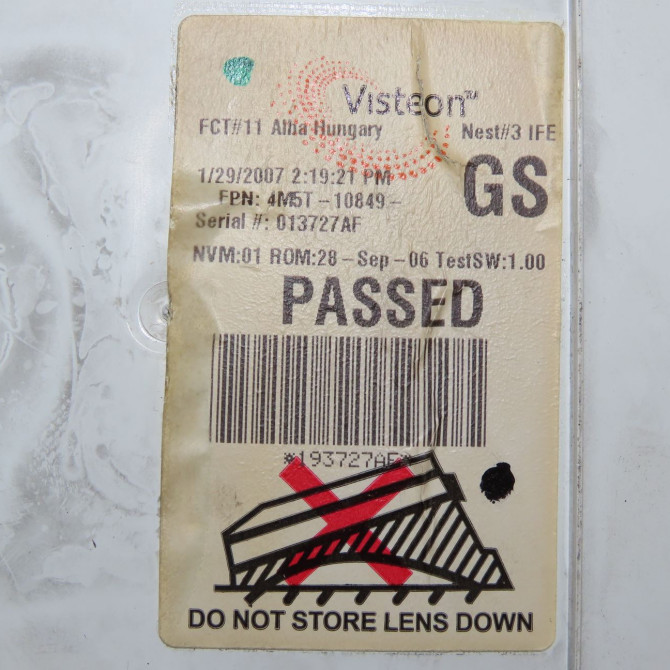 Visteon™
FCT#11 Alba Hungary Nest#3 IFE
1/29/2007 2:19:21 PM GS
FPN: 4M5T-10849-
Serial #: 013727AF
NVM:01 ROM:28-Sep-06 TestSW:1.00
PASSED
*193727AF*
DO NOT STORE LENS DOWN